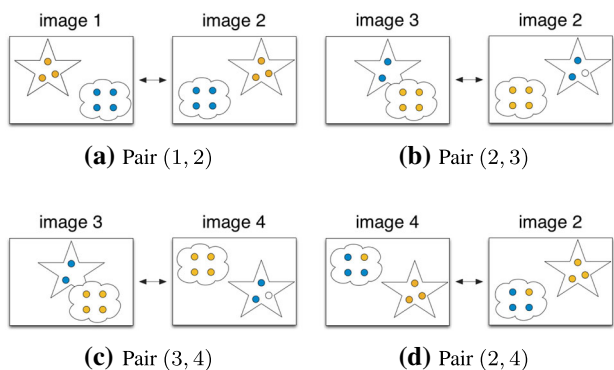 image 1 image 2 image 3 image 2
(a) Pair (1, 2) (b) Pair (2, 3)
image 3 image 4 image 4 image 2
(c) Pair (3, 4) (d) Pair (2, 4)